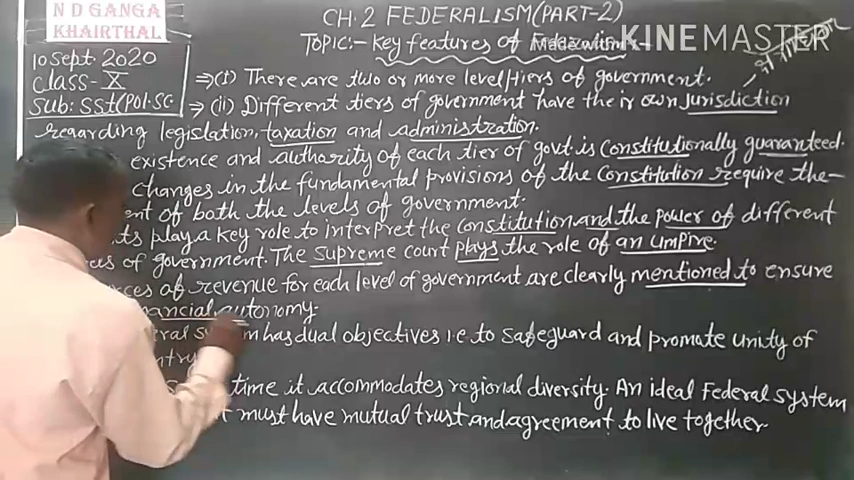 N D GANGA
KHAIRTHAL
CH.2 FEDERALISM (PART-2)
TOPIC:- Key features of Federalism
Made with KINEMASTER
10 Sept. 2020
Class-X
Sub: SSt (Pol. Sc.
⇒(i) There are two or more level/tiers of government.
⇒(ii) Different tiers of government have the ir own jurisdiction
regarding legislation, taxation and administration.
existence and authority of each tier of govt. is constitutionally guaranteed.
changes in the fundamental provisions of the constitution require the-
of both the levels of government.
play a key role to interpret the constitution and the power of different
of government. The supreme court plays the role of an umpire.
of revenue for each level of government are clearly mentioned to ensure
autonomy.
has dual objectives i.e. to safeguard and promote unity of
time it accommodates regional diversity. An ideal Federal system
must have mutual trust and agreement to live together.